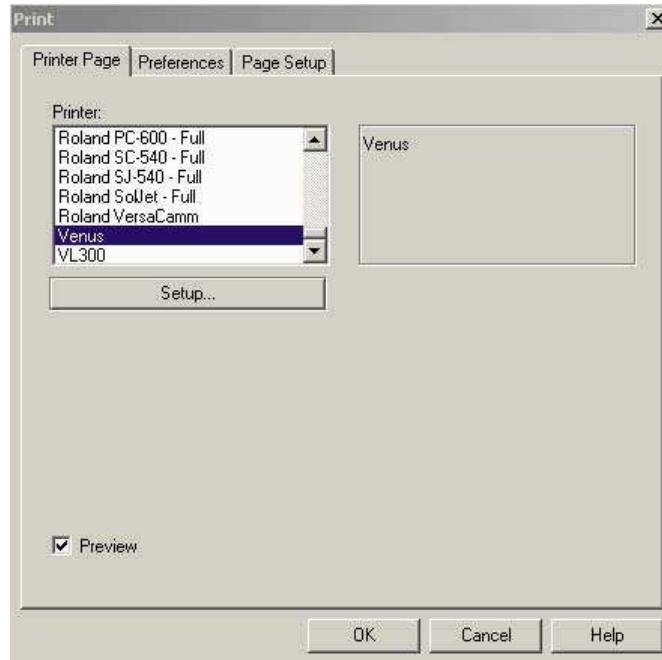 Print
Printer Page Preferences Page Setup
Printer:
Roland PC-600 - Full
Roland SC-540 - Full
Roland SJ-540 - Full
Roland SolJet - Full
Roland VersaCamm
Venus
VL300
Venus
Setup...
Preview
OK Cancel Help